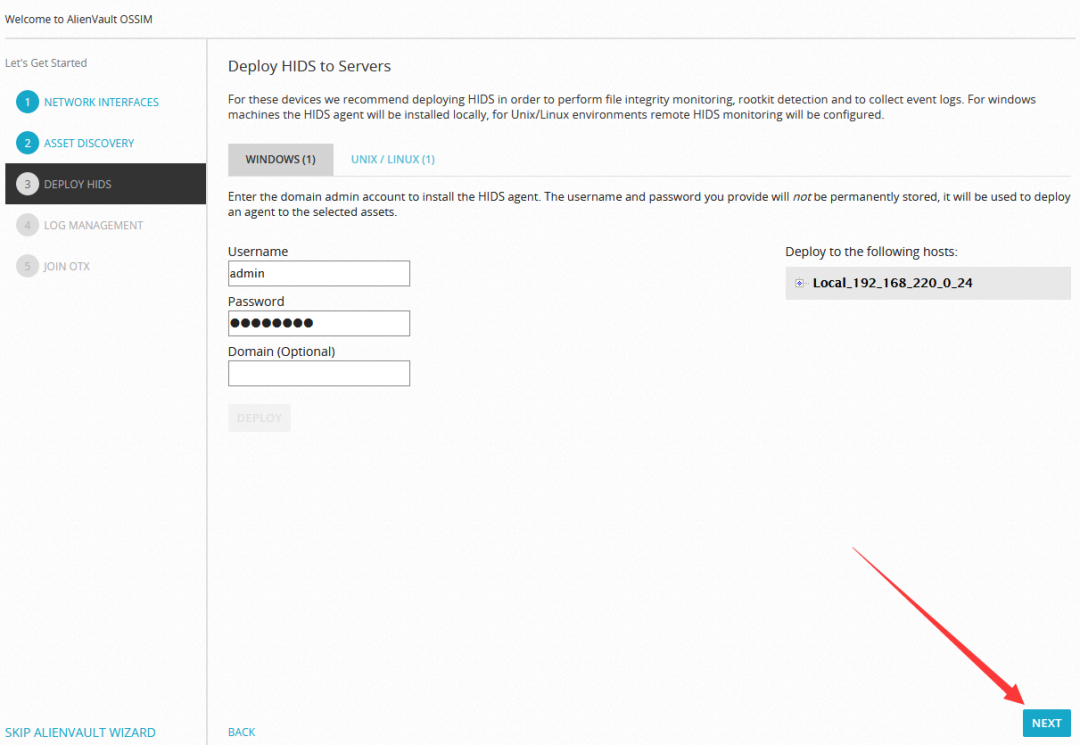 Welcome to AlienVault OSSIM
Let's Get Started
1 NETWORK INTERFACES
2 ASSET DISCOVERY
3 DEPLOY HIDS
4 LOG MANAGEMENT
5 JOIN OTX
SKIP ALIENVAULT WIZARD
Deploy HIDS to Servers
For these devices we recommend deploying HIDS in order to perform file integrity monitoring, rootkit detection and to collect event logs. For windows
machines the HIDS agent will be installed locally, for Unix/Linux environments remote HIDS monitoring will be configured.
WINDOWS (1) UNIX / LINUX (1)
Enter the domain admin account to install the HIDS agent. The username and password you provide will not be permanently stored, it will be used to deploy
an agent to the selected assets.
Username
admin
Password
●●●●●●●●
Domain (Optional)
DEPLOY
Deploy to the following hosts:
Local_192_168_220_0_24
BACK
NEXT